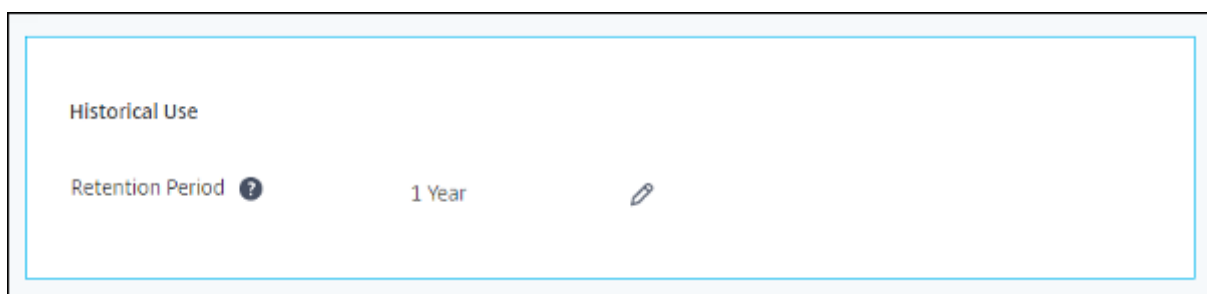 Historical Use
Retention Period ? 1 Year